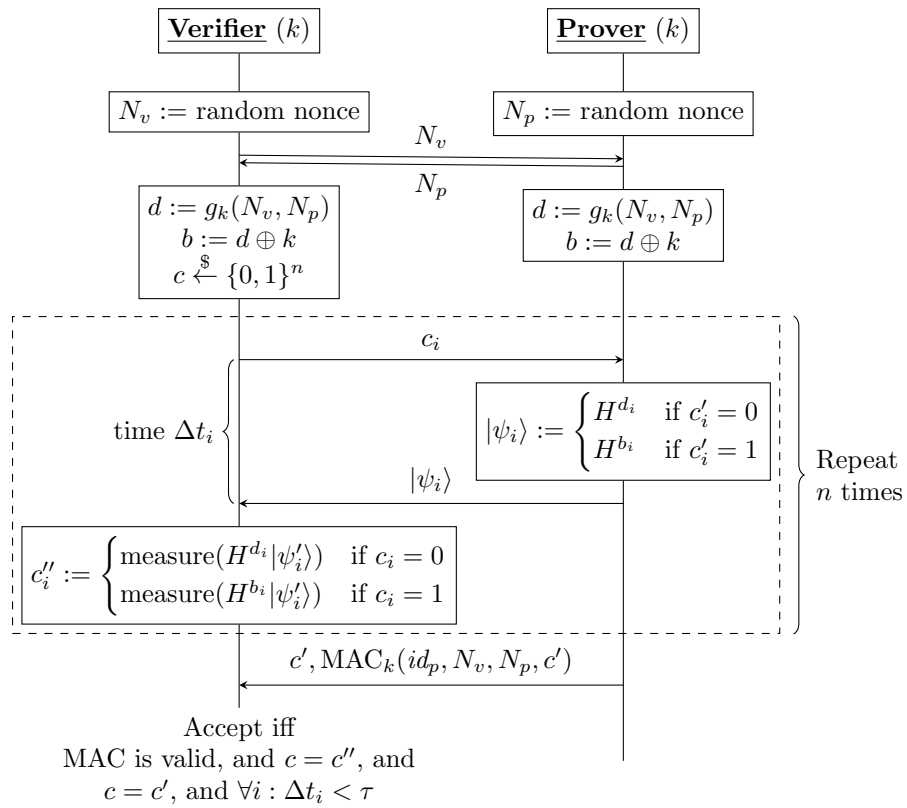 Verifier (k)
Prover (k)
N_v := random nonce
N_p := random nonce
N_v
N_p
d := g_k(N_v, N_p)
b := d ⊕ k
c ←$ {0, 1}^n
d := g_k(N_v, N_p)
b := d ⊕ k
c_i
|ψ_i⟩ := { H^{d_i} if c'_i = 0
H^{b_i} if c'_i = 1
time Δt_i
|ψ_i⟩
Repeat
n times
c''_i := { measure(H^{d_i}|ψ'_i⟩) if c_i = 0
measure(H^{b_i}|ψ'_i⟩) if c_i = 1
c', MAC_k(id_p, N_v, N_p, c')
Accept iff
MAC is valid, and c = c'', and
c = c', and ∀i : Δt_i < τ